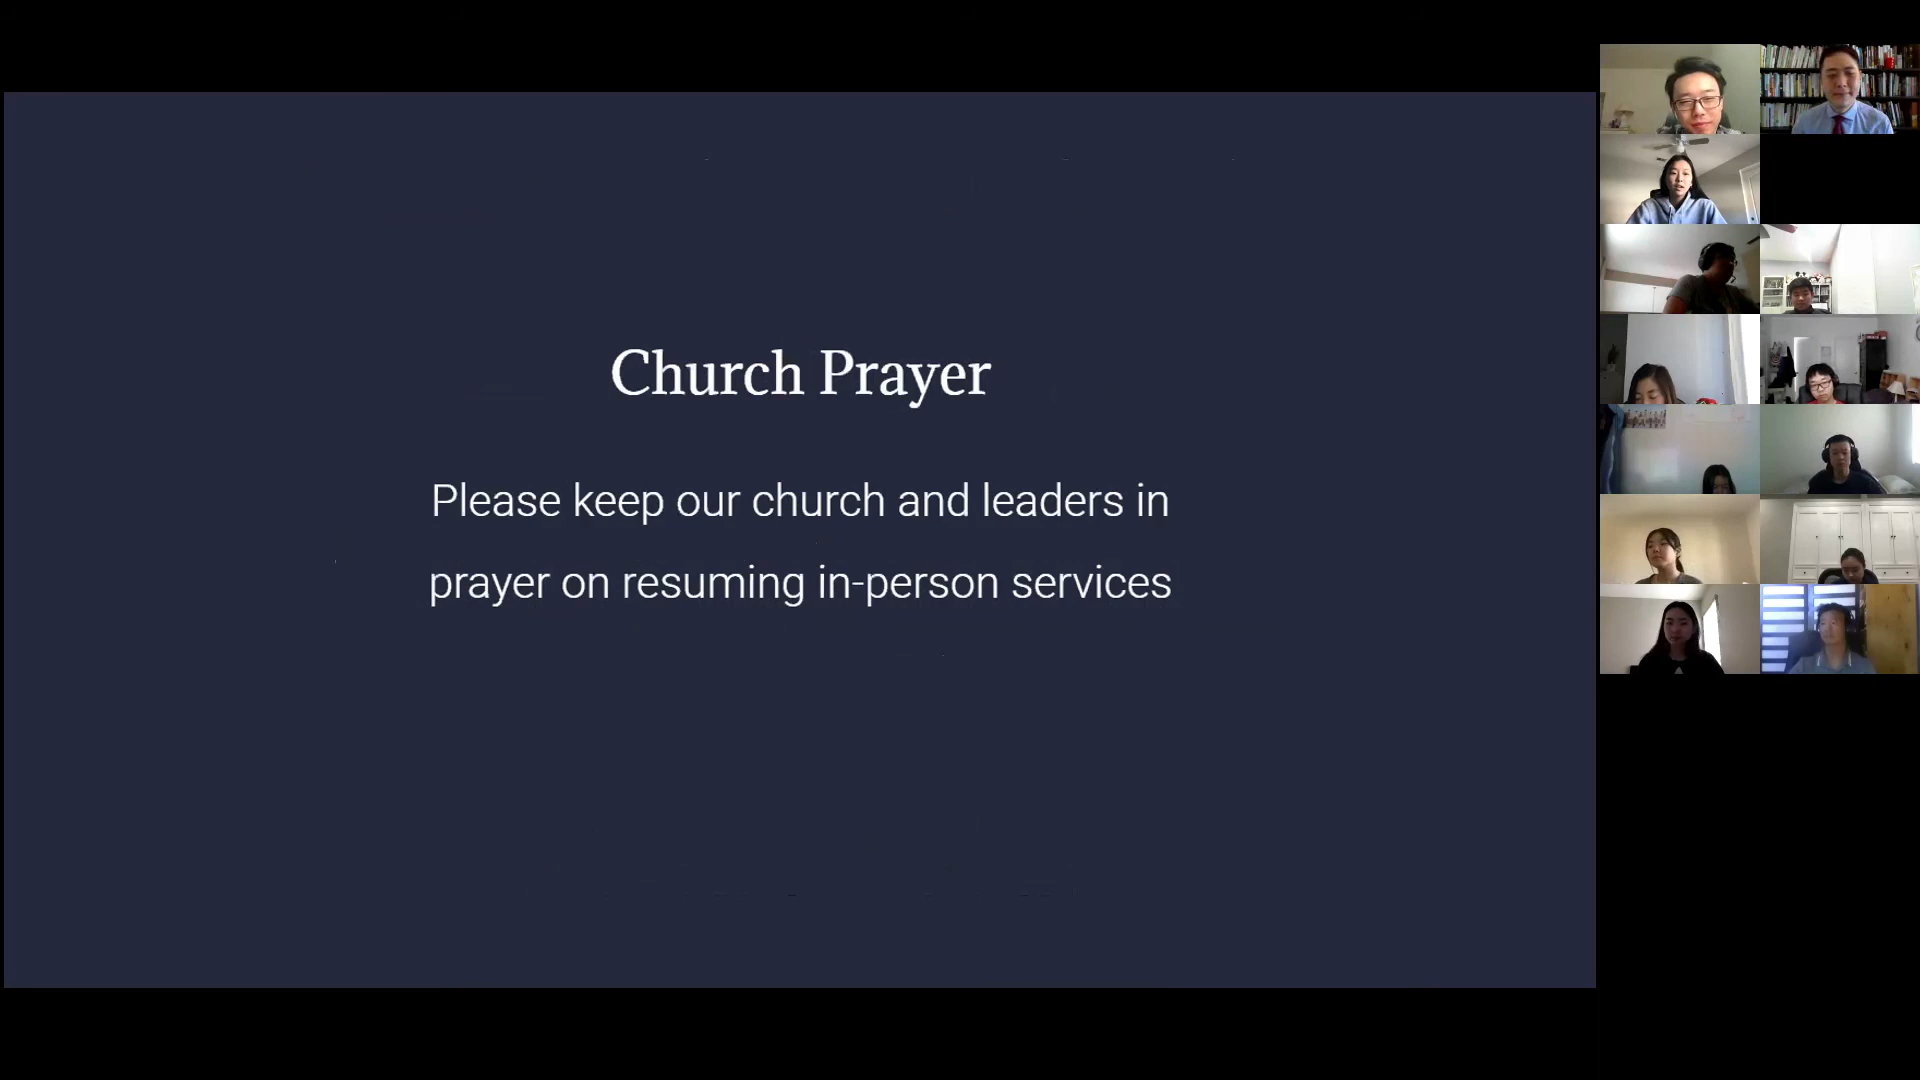 Church Prayer
Please keep our church and leaders in
prayer on resuming in-person services